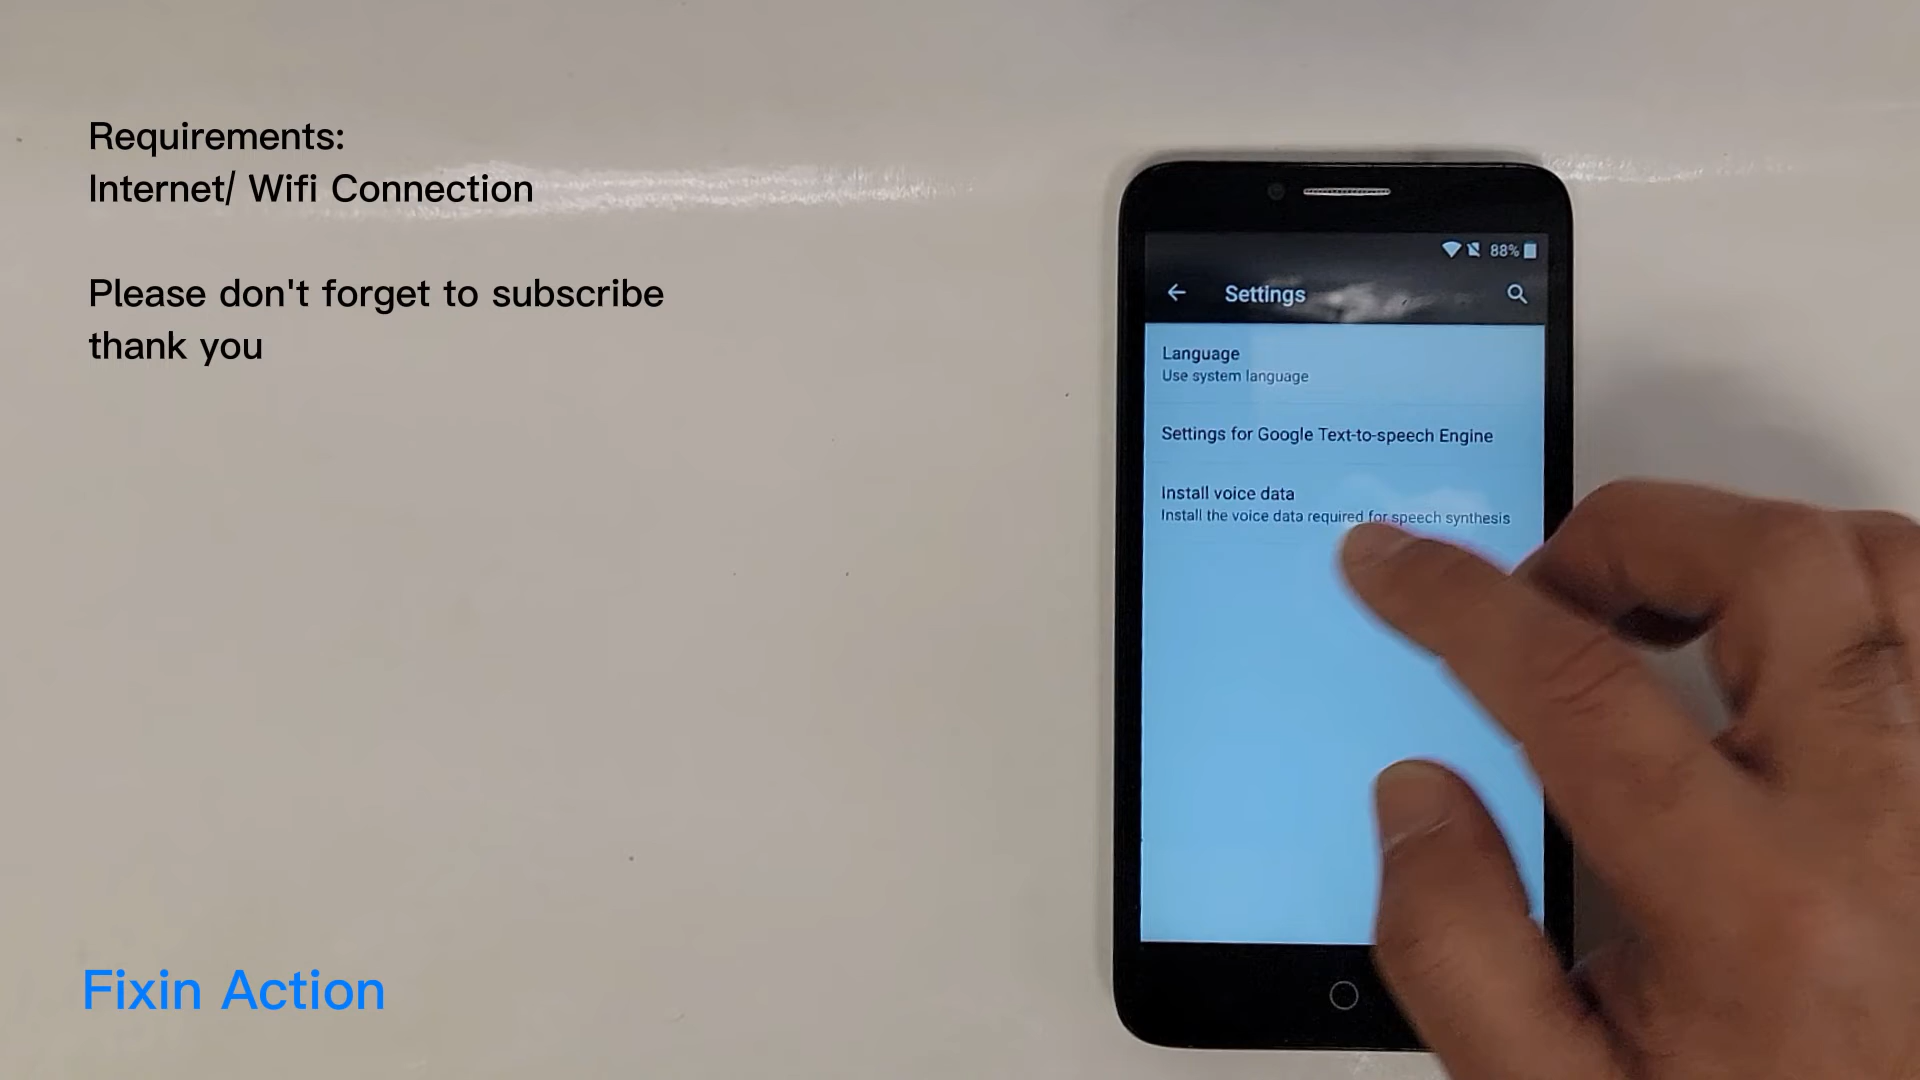 Requirements:
Internet/ Wifi Connection
Please don't forget to subscribe
thank you
88%
Settings
Language
Use system language
Settings for Google Text-to-speech Engine
Install voice data
Install the voice data required for speech synthesis
Fixin Action